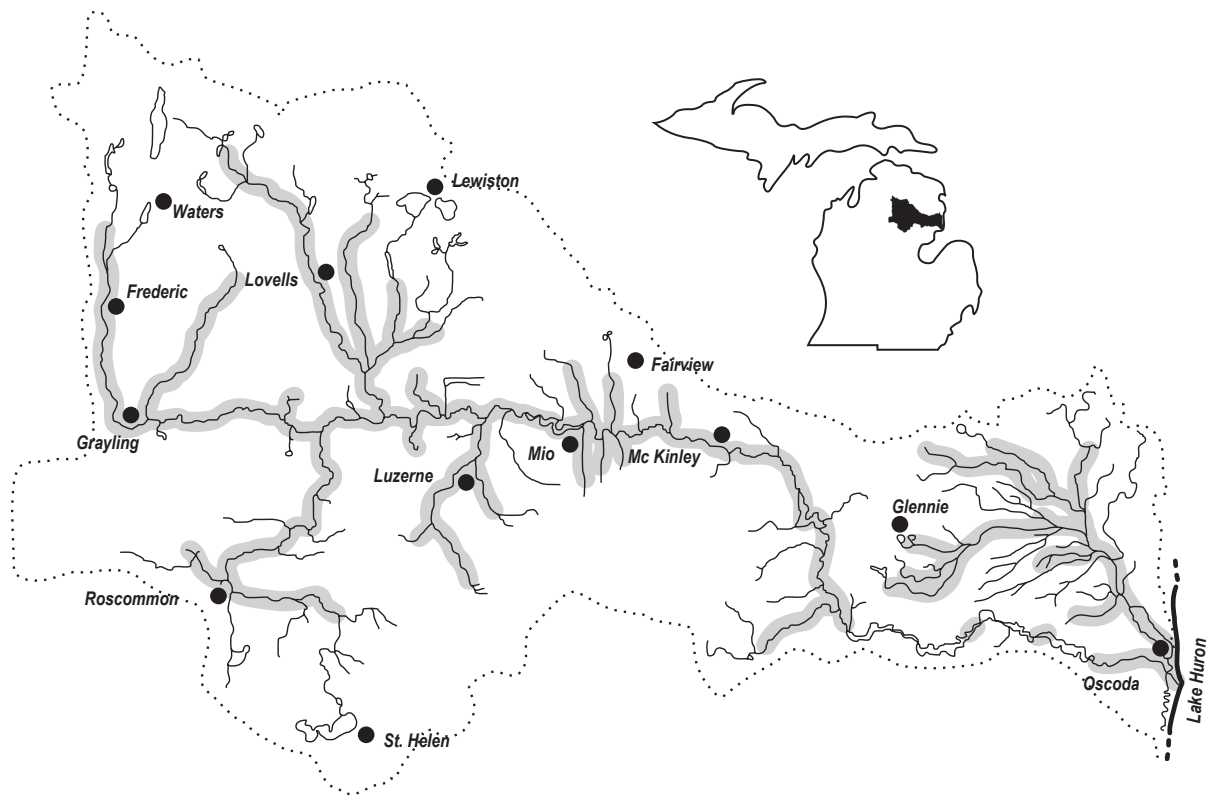 Lewiston
Waters
Lovells
Frederic
Fairview
Grayling
Mio
Mc Kinley
Luzerne
Glennie
Roscommon
Oscoda
Lake Huron
St. Helen